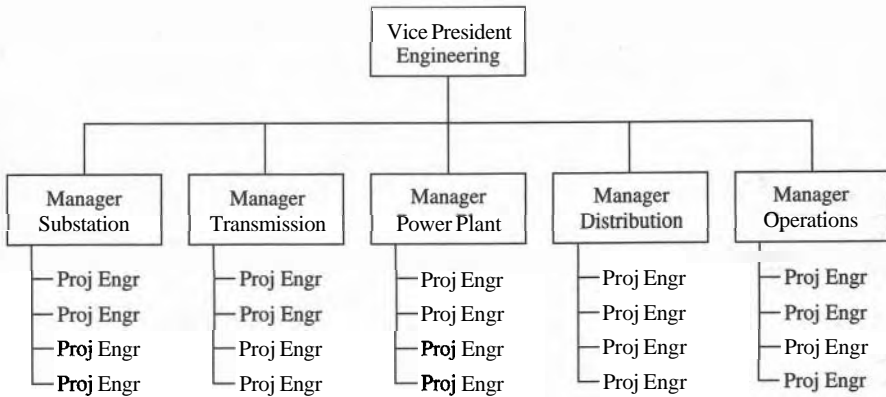 Vice President
Engineering
Manager
Substation
Proj Engr
Proj Engr
Proj Engr
Proj Engr
Manager
Transmission
Proj Engr
Proj Engr
Proj Engr
Proj Engr
Manager
Power Plant
Proj Engr
Proj Engr
Proj Engr
Proj Engr
Manager
Distribution
Proj Engr
Proj Engr
Proj Engr
Proj Engr
Manager
Operations
Proj Engr
Proj Engr
Proj Engr
Proj Engr